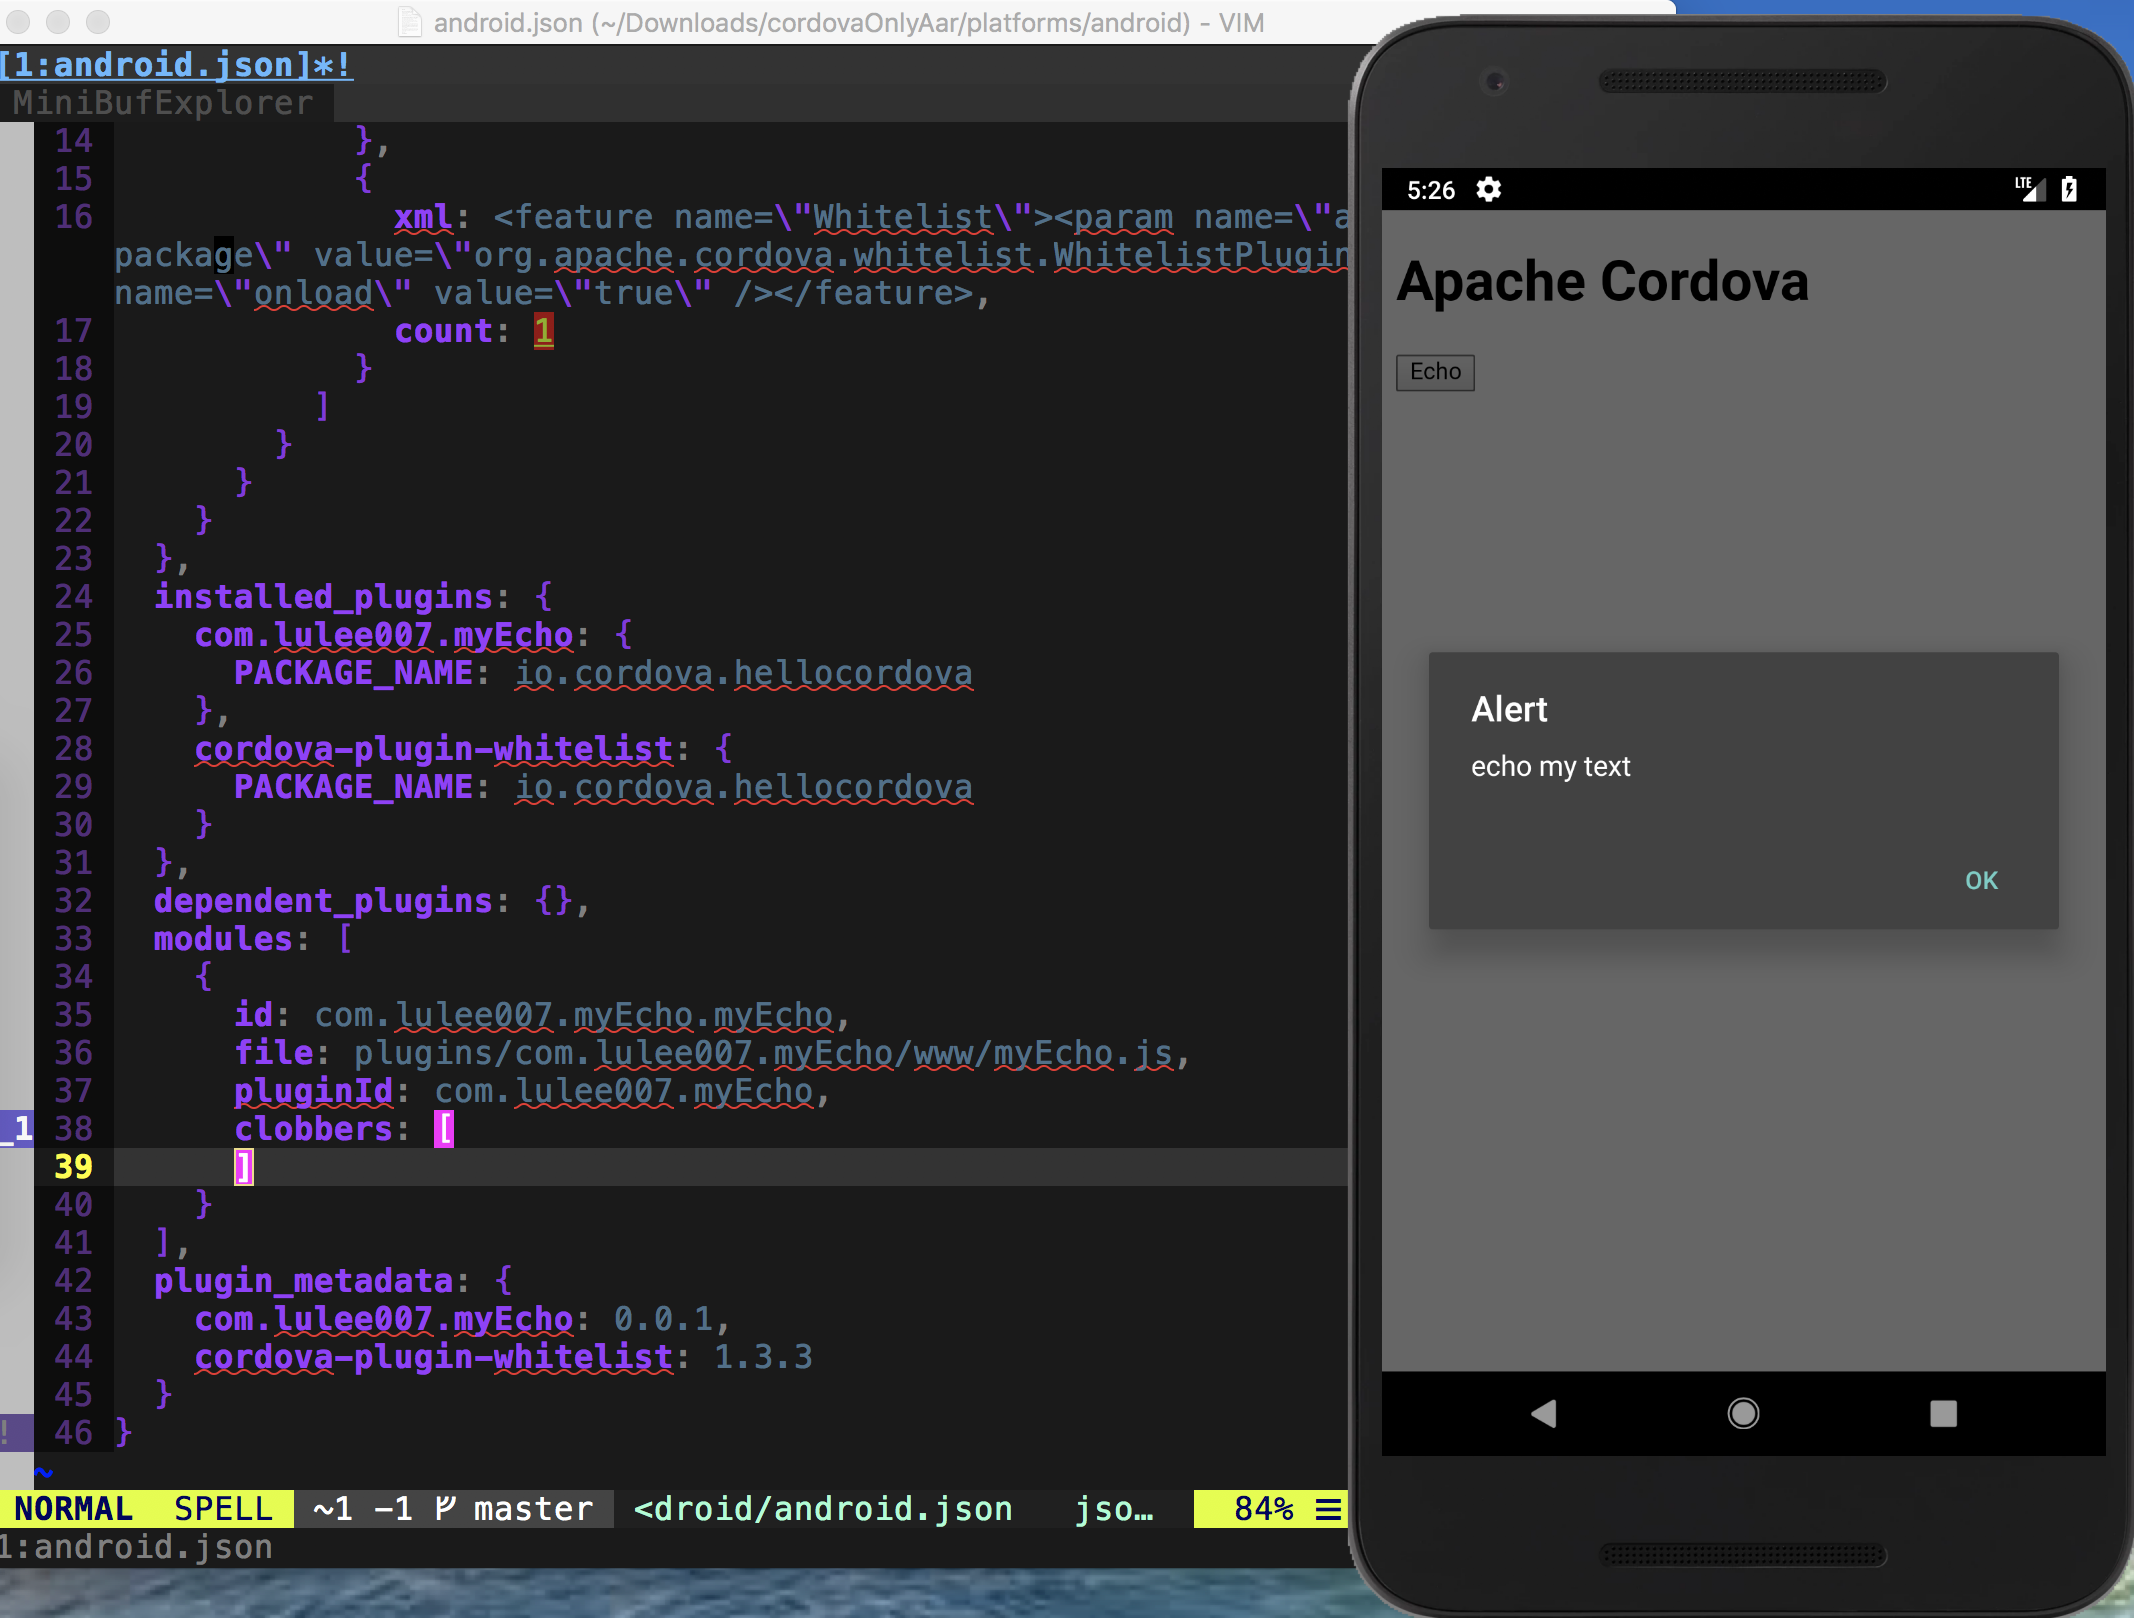 android.json (~/Downloads/cordovaOnlyAar/platforms/android) - VIM
[1:android.json]*!
MiniBufExplorer
14 },
15 {
16 xml: <feature name=\"Whitelist\"><param name=\"a
package\" value=\"org.apache.cordova.whitelist.WhitelistPlugin
name=\"onload\" value=\"true\" /></feature>,
17 count: 1
18 }
19 ]
20 }
21 }
22 }
23 },
24 installed_plugins: {
25 com.lulee007.myEcho: {
26 PACKAGE_NAME: io.cordova.hellocordova
27 },
28 cordova-plugin-whitelist: {
29 PACKAGE_NAME: io.cordova.hellocordova
30 }
31 },
32 dependent_plugins: {},
33 modules: [
34 {
35 id: com.lulee007.myEcho.myEcho,
36 file: plugins/com.lulee007.myEcho/www/myEcho.js,
37 pluginId: com.lulee007.myEcho,
_1 38 clobbers: [
39 ]
40 }
41 ],
42 plugin_metadata: {
43 com.lulee007.myEcho: 0.0.1,
44 cordova-plugin-whitelist: 1.3.3
45 }
! 46 }
~
NORMAL SPELL ~1 -1 master <droid/android.json jso… 84% ☰
1:android.json
5:26 LTE
Apache Cordova
Echo
Alert
echo my text
OK